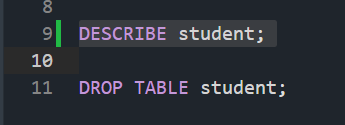 8
9 DESCRIBE student;
10
11 DROP TABLE student;